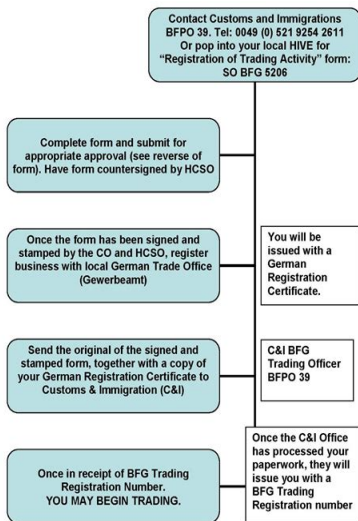 Contact Customs and Immigrations
BFPO 39. Tel: 0049 (0) 521 9254 2611
Or pop into your local HIVE for
“Registration of Trading Activity” form:
SO BFG 5206
Complete form and submit for
appropriate approval (see reverse of
form). Have form countersigned by HCSO
Once the form has been signed and
stamped by the CO and HCSO, register
business with local German Trade Office
(Gewerbeamt)
You will be
issued with a
German
Registration
Certificate.
Send the original of the signed and
stamped form, together with a copy of
your German Registration Certificate to
Customs & Immigration (C&I)
C&I BFG
Trading Officer
BFPO 39
Once the C&I Office
has processed your
paperwork, they will
issue you with a
BFG Trading
Registration number
Once in receipt of BFG Trading
Registration Number.
YOU MAY BEGIN TRADING.